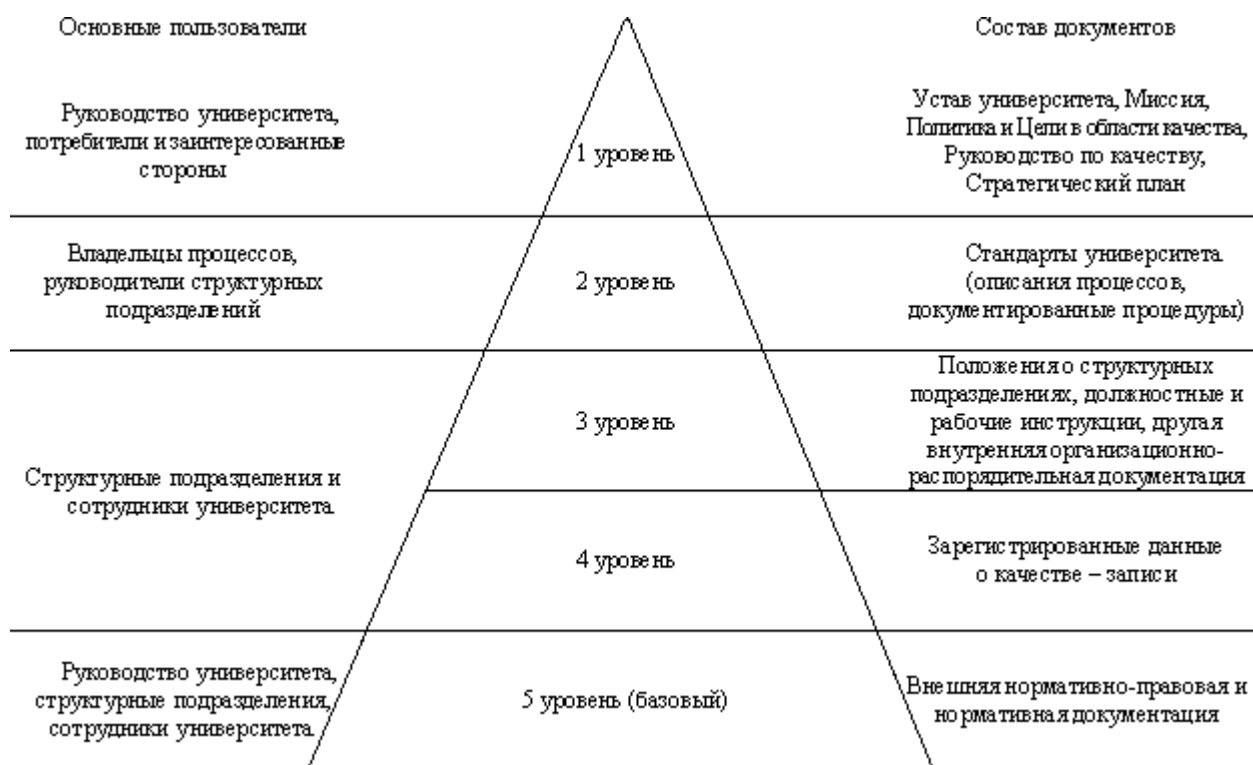 Основные пользователи
Состав документов
Руководство университета,
потребители и заинтересованные
стороны
1 уровень
Устав университета, Миссия,
Политика и Цели в области качества,
Руководство по качеству,
Стратегический план
Владельцы процессов,
руководители структурных
подразделений
2 уровень
Стандарты университета
(описания процессов,
документированные процедуры)
Структурные подразделения и
сотрудники университета
3 уровень
Положения о структурных
подразделениях, должностные и
рабочие инструкции, другая
внутренняя организационно-
распорядительная документация
4 уровень
Зарегистрированные данные
о качестве – записи
Руководство университета,
структурные подразделения,
сотрудники университета
5 уровень (базовый)
Внешняя нормативно-правовая и
нормативная документация